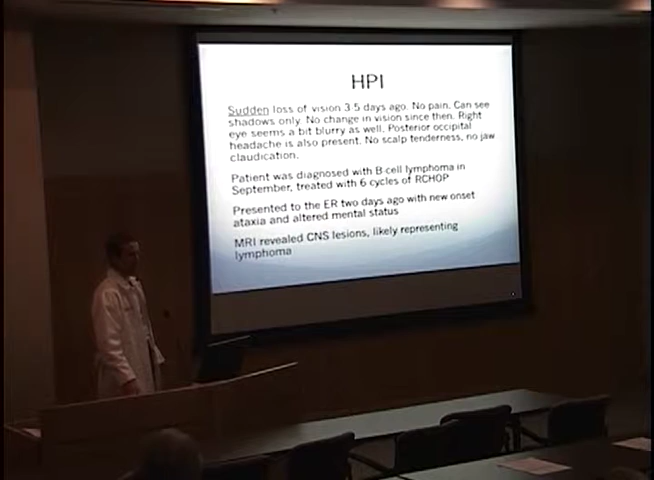 HPI
Sudden loss of vision 3.5 days ago. No pain. Can see
shadows only. No change in vision since then. Right
eye seems a bit blurry as well. Posterior occipital
headache is also present. No scalp tenderness, no jaw
claudication.
Patient was diagnosed with B-cell lymphoma in
September, treated with 6 cycles of RCHOP
Presented to the ER two days ago with new onset
ataxia and altered mental status
MRI revealed CNS lesions, likely representing
lymphoma